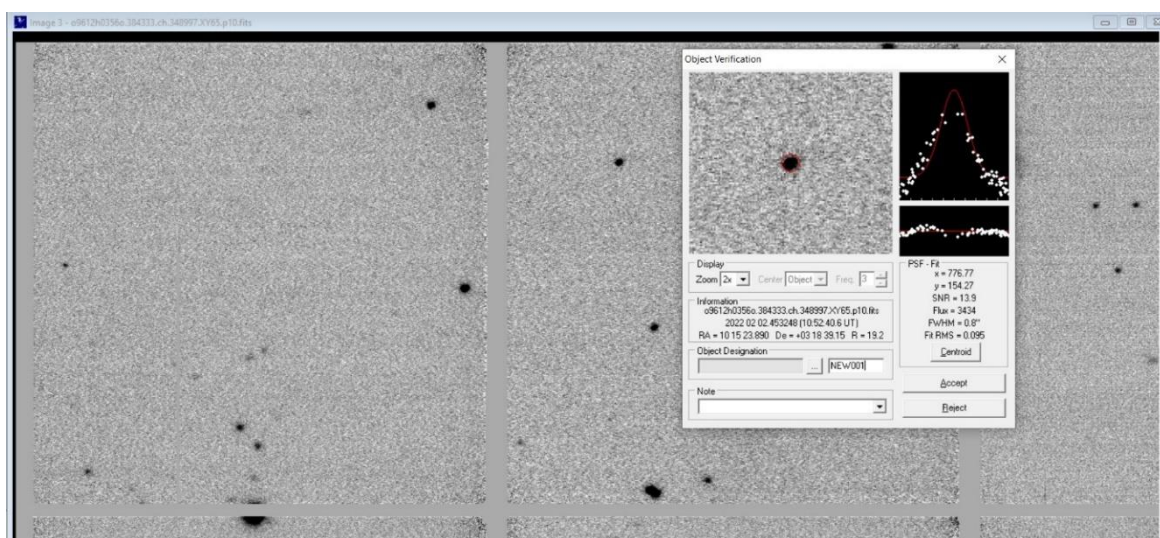 Image 3 - o9612h0356o.384333.ch.348997.XY65.p10.fits
Object Verification
Display
Zoom 2x Center Object Freq. 3
Information
o9612h0356o.384333.ch.348997.XY65.p10.fits
2022 02 02.453248 (10:52:40.6 UT)
RA = 10 15 23.890 De = +03 18 39.15 R = 19.2
Object Designation
... NEW001
Note
PSF - Fit
x = 776.77
y = 154.27
SNR = 13.9
Flux = 3434
FWHM = 0.8"
Fit RMS = 0.095
Centroid
Accept
Reject